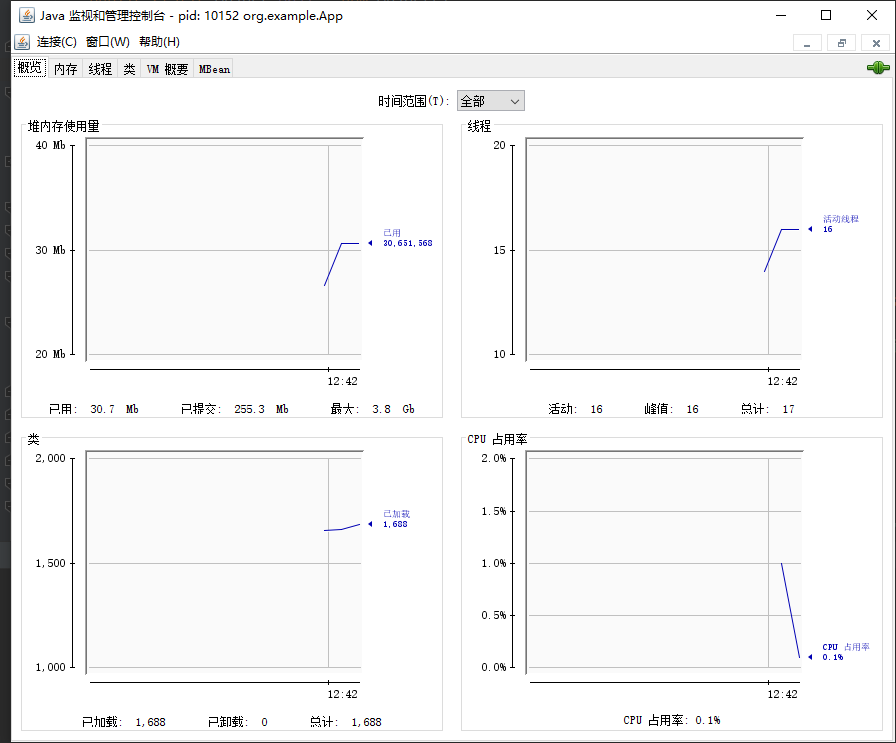 Java 监视和管理控制台 - pid: 10152 org.example.App
连接(C) 窗口(W) 帮助(H)
概览 内存 线程 类 VM 概要 MBean
时间范围(T): 全部
堆内存使用量
40 Mb
30 Mb
20 Mb
已用
30,651,568
12:42
已用: 30.7 Mb 已提交: 255.3 Mb 最大: 3.8 Gb
线程
20
15
10
活动线程
16
12:42
活动: 16 峰值: 16 总计: 17
类
2,000
1,500
1,000
已加载
1,688
12:42
已加载: 1,688 已卸载: 0 总计: 1,688
CPU 占用率
2.0%
1.5%
1.0%
0.5%
0.0%
CPU 占用率
0.1%
12:42
CPU 占用率: 0.1%